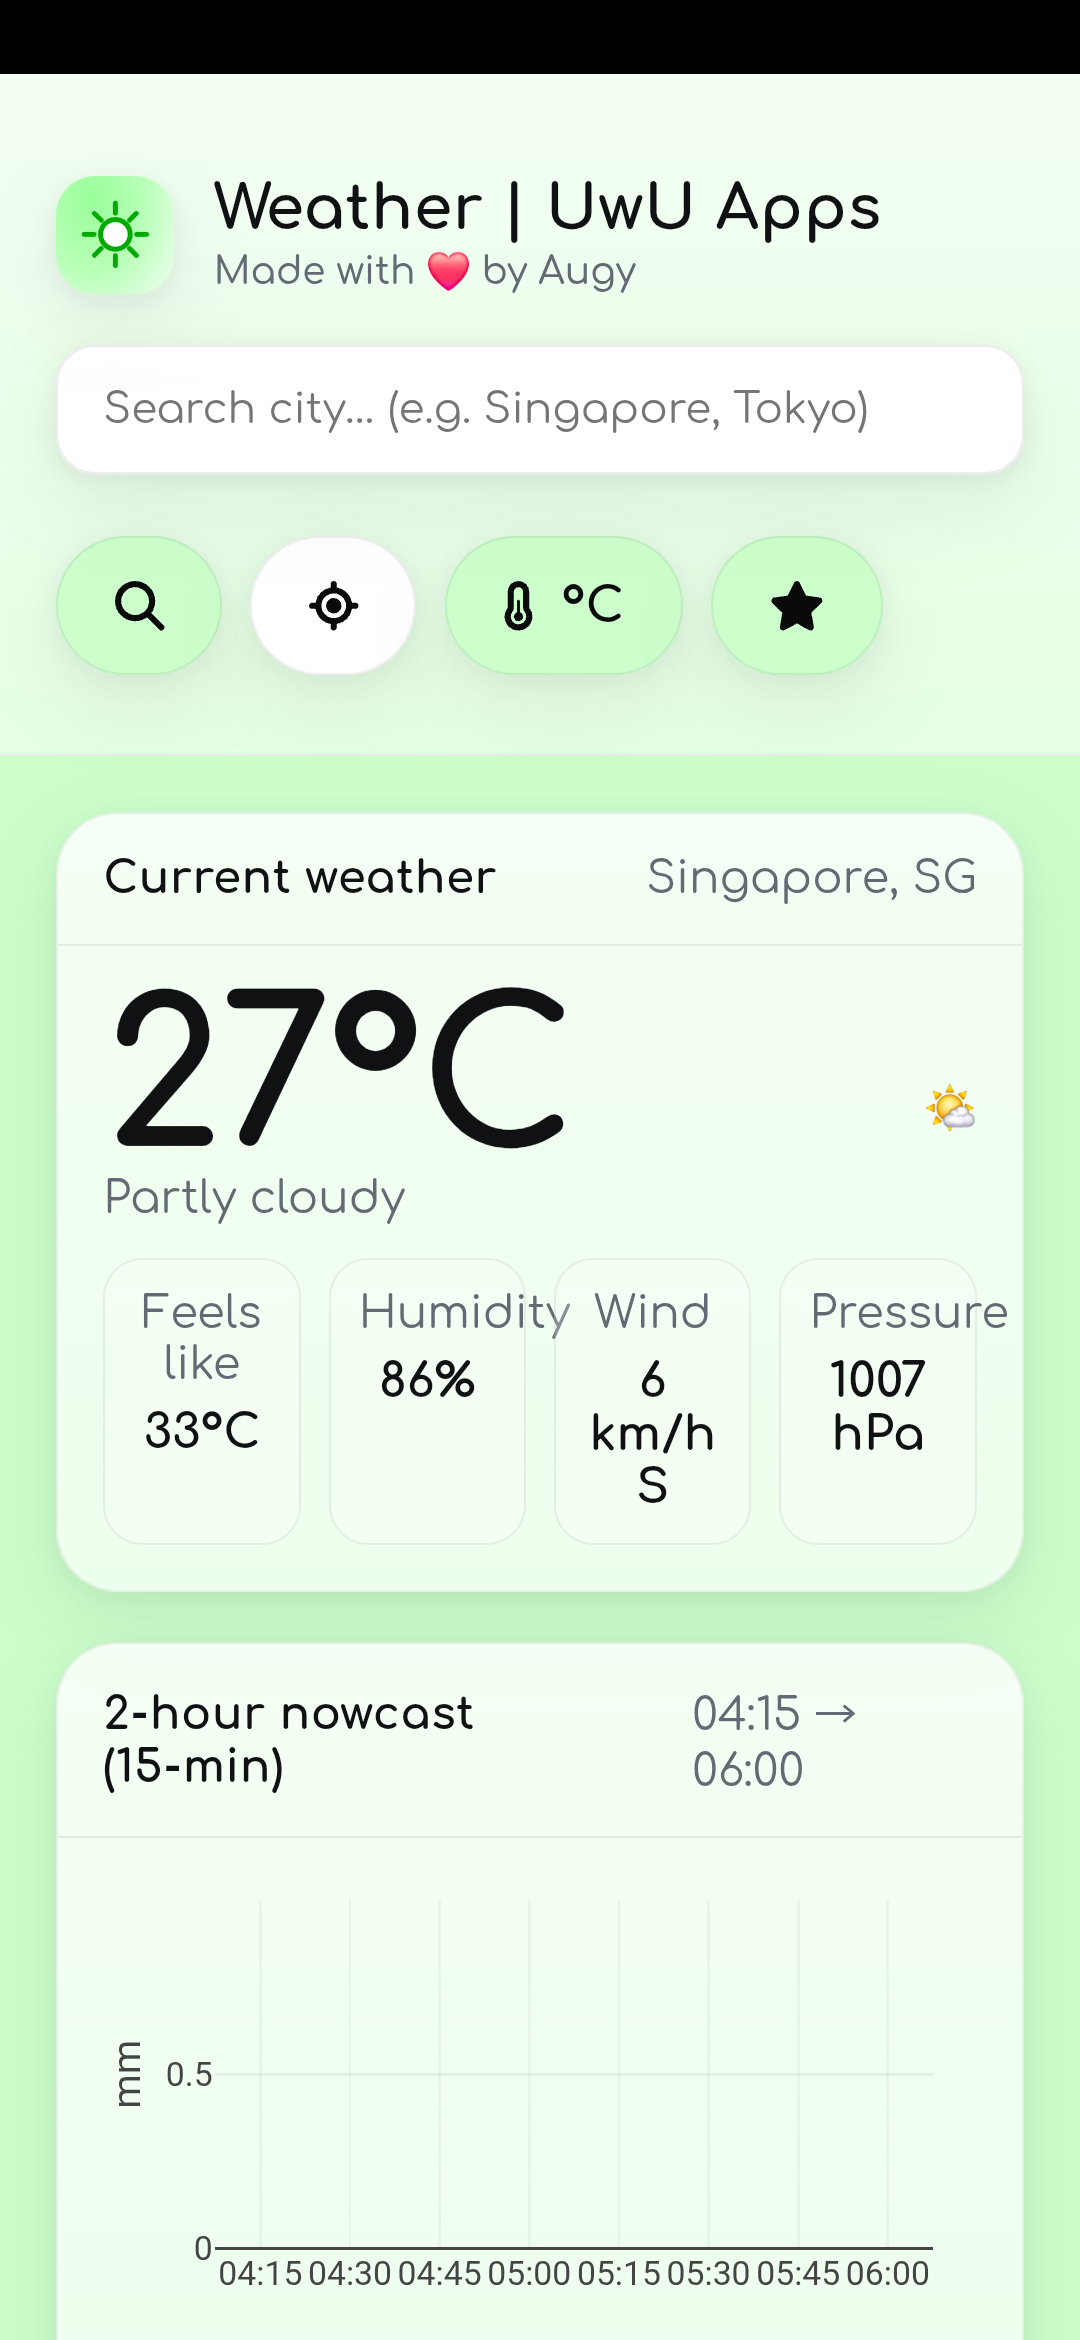 Weather | UwU Apps
Made with ❤️ by Augy
Search city... (e.g. Singapore, Tokyo)
°C
Current weather
Singapore, SG
27°C
Partly cloudy
Feels
like
33°C
Humidity
86%
Wind
6
km/h
S
Pressure
1007
hPa
2-hour nowcast
(15-min)
04:15 →
06:00
mm
0.5
0
04:15 04:30 04:45 05:00 05:15 05:30 05:45 06:00